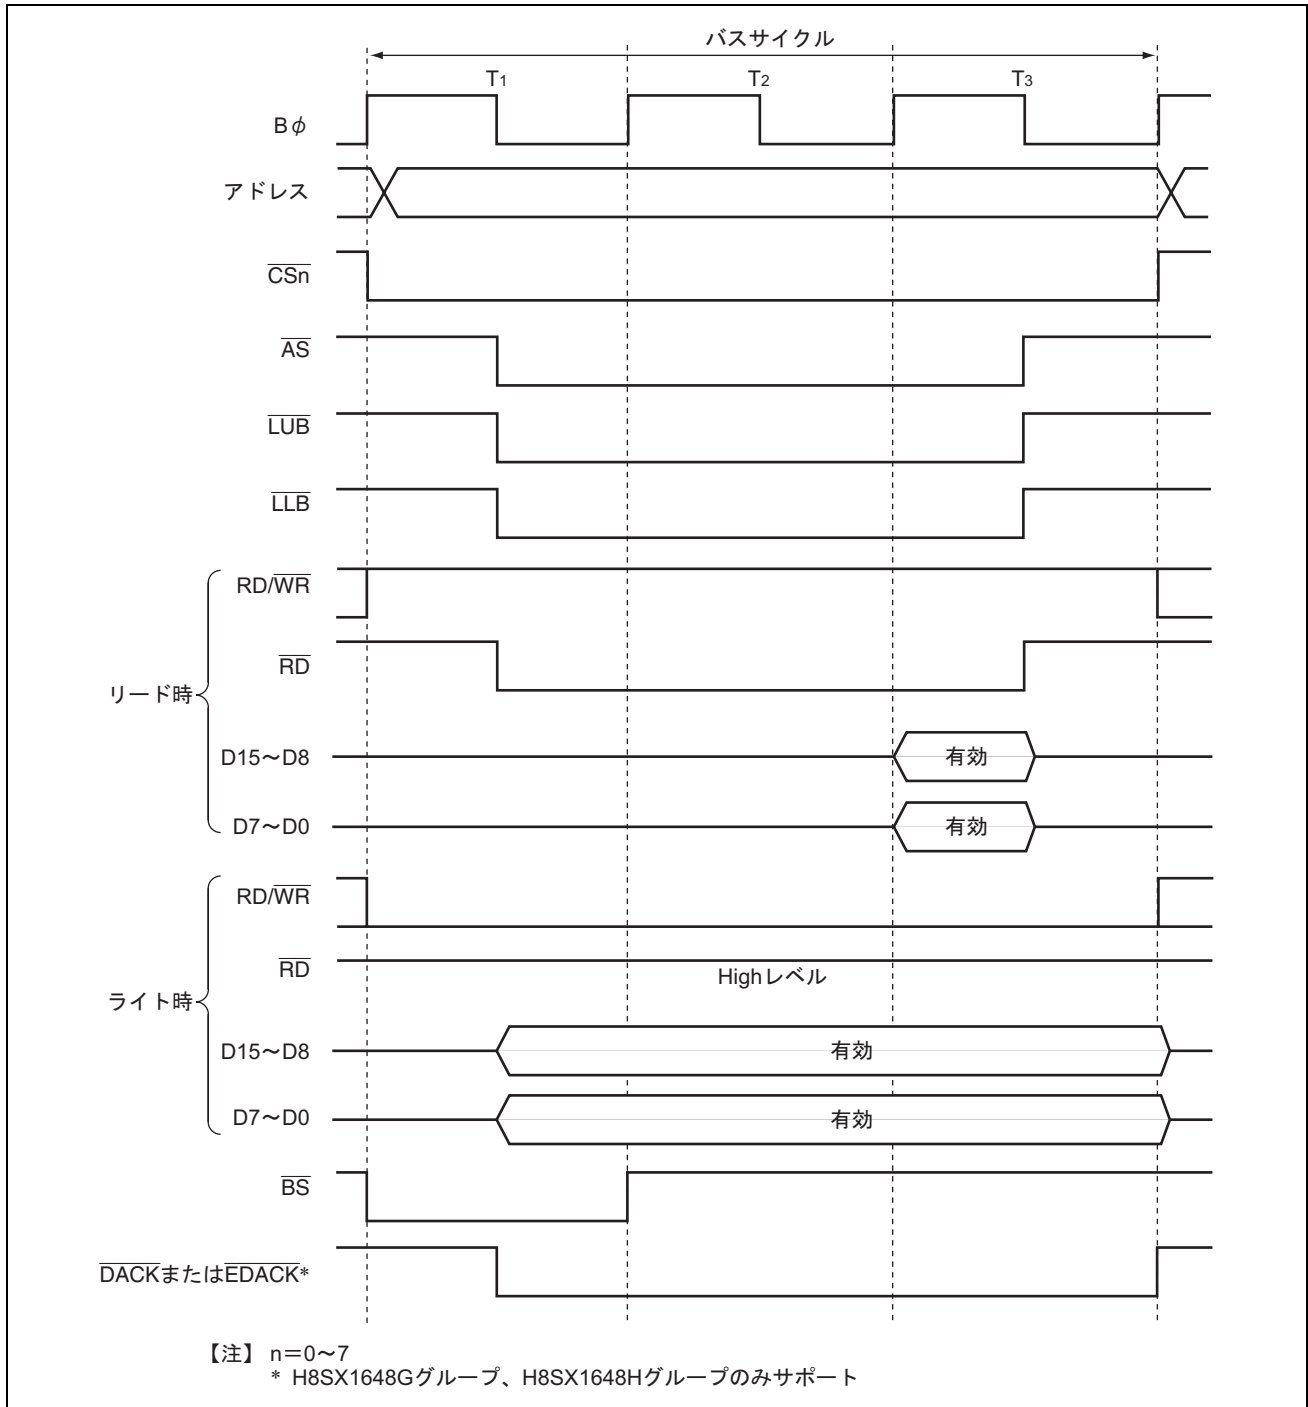 バスサイクル
T1 T2 T3
Bφ
アドレス
CSn
AS
LUB
LLB
リード時
RD/WR
RD
D15～D8 有効
D7～D0 有効
ライト時
RD/WR
RD Highレベル
D15～D8 有効
D7～D0 有効
BS
DACKまたはEDACK*
【注】 n＝0～7
* H8SX1648Gグループ、H8SX1648Hグループのみサポート